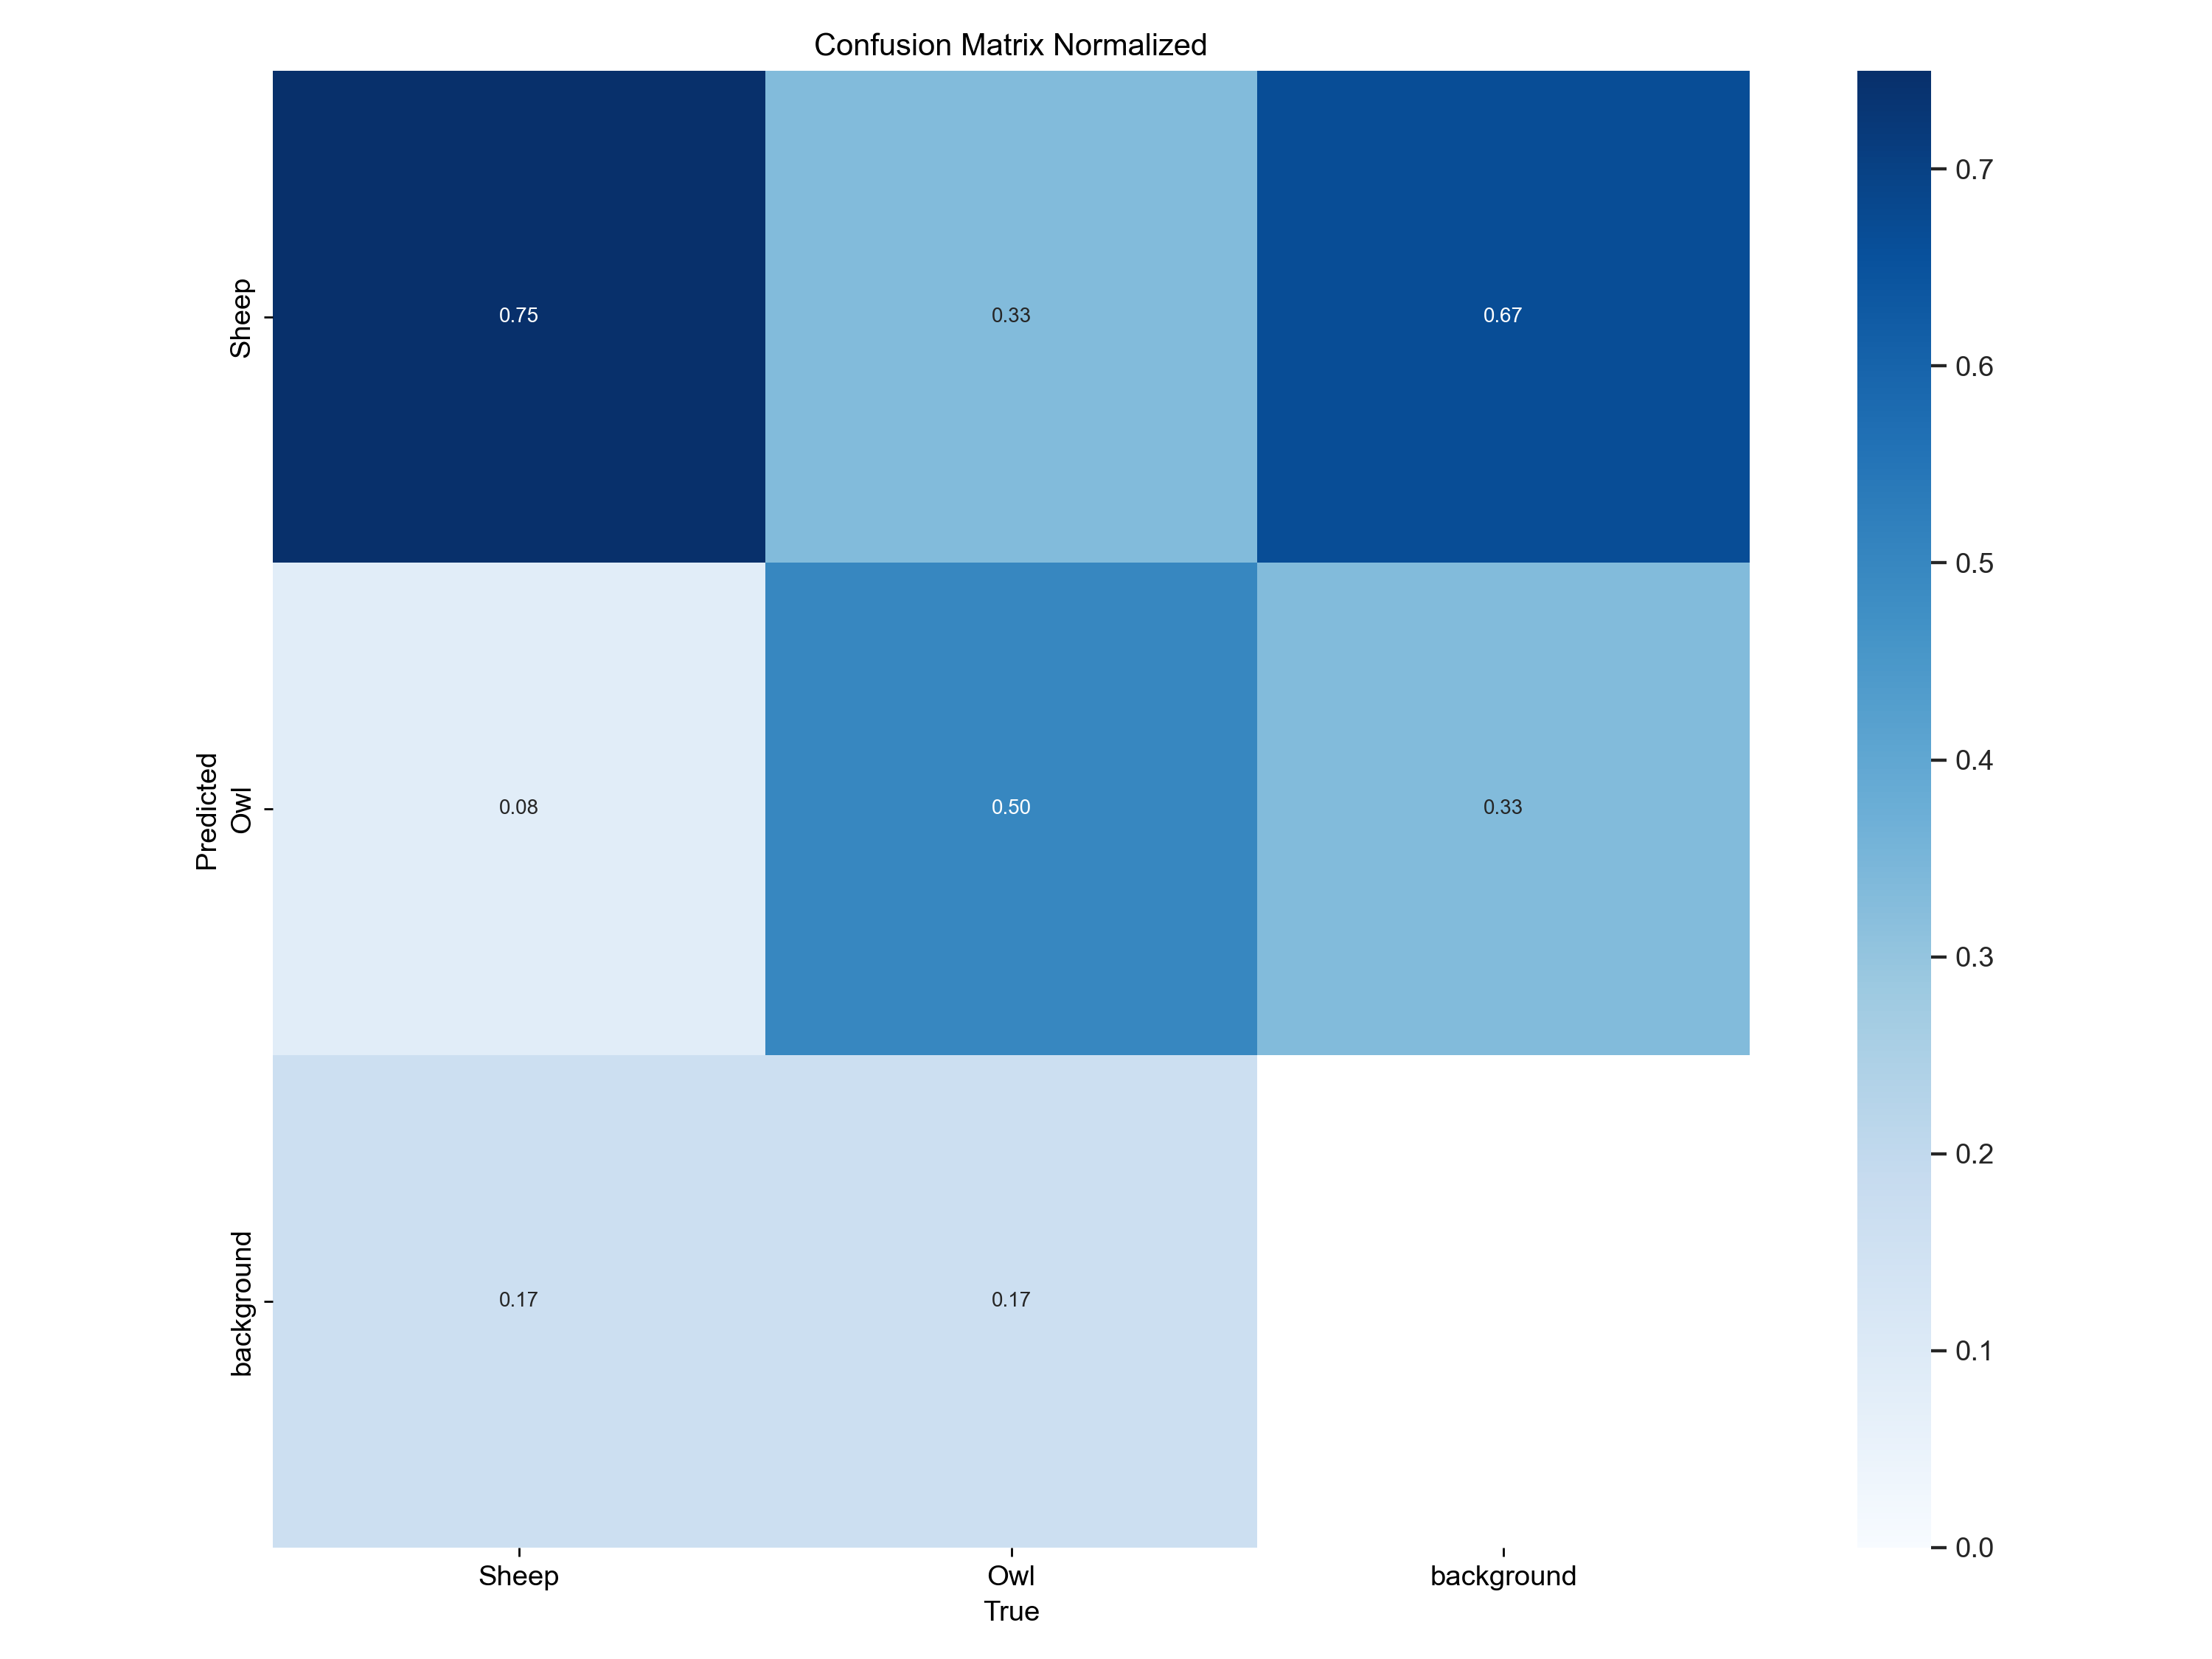 Confusion Matrix Normalized
Predicted
Sheep
0.75
0.33
0.67
Owl
0.08
0.50
0.33
background
0.17
0.17
Sheep
Owl
background
True
0.7
0.6
0.5
0.4
0.3
0.2
0.1
0.0